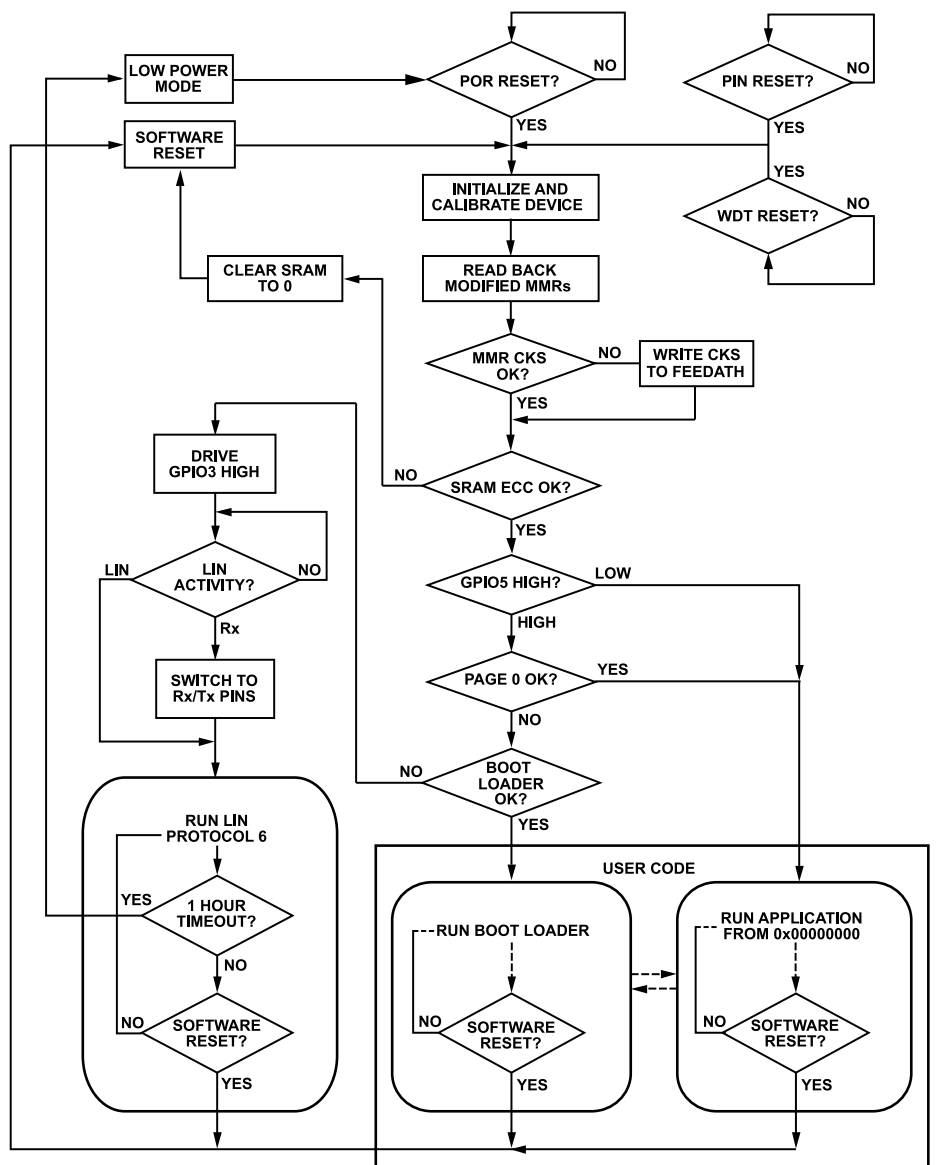 LOW POWER
MODE
POR RESET?
NO
YES
PIN RESET?
NO
YES
SOFTWARE
RESET
YES
WDT RESET?
NO
INITIALIZE AND
CALIBRATE DEVICE
CLEAR SRAM
TO 0
READ BACK
MODIFIED MMRs
MMR CKS
OK?
NO
YES
WRITE CKS
TO FEEDATH
DRIVE
GPIO3 HIGH
NO
SRAM ECC OK?
YES
LIN
LIN
ACTIVITY?
NO
Rx
GPIO5 HIGH?
LOW
HIGH
SWITCH TO
Rx/Tx PINS
PAGE 0 OK?
YES
NO
NO
BOOT
LOADER
OK?
YES
RUN LIN
PROTOCOL 6
YES
1 HOUR
TIMEOUT?
NO
NO
SOFTWARE
RESET?
YES
USER CODE
RUN BOOT LOADER
NO
SOFTWARE
RESET?
YES
RUN APPLICATION
FROM 0x00000000
NO
SOFTWARE
RESET?
YES